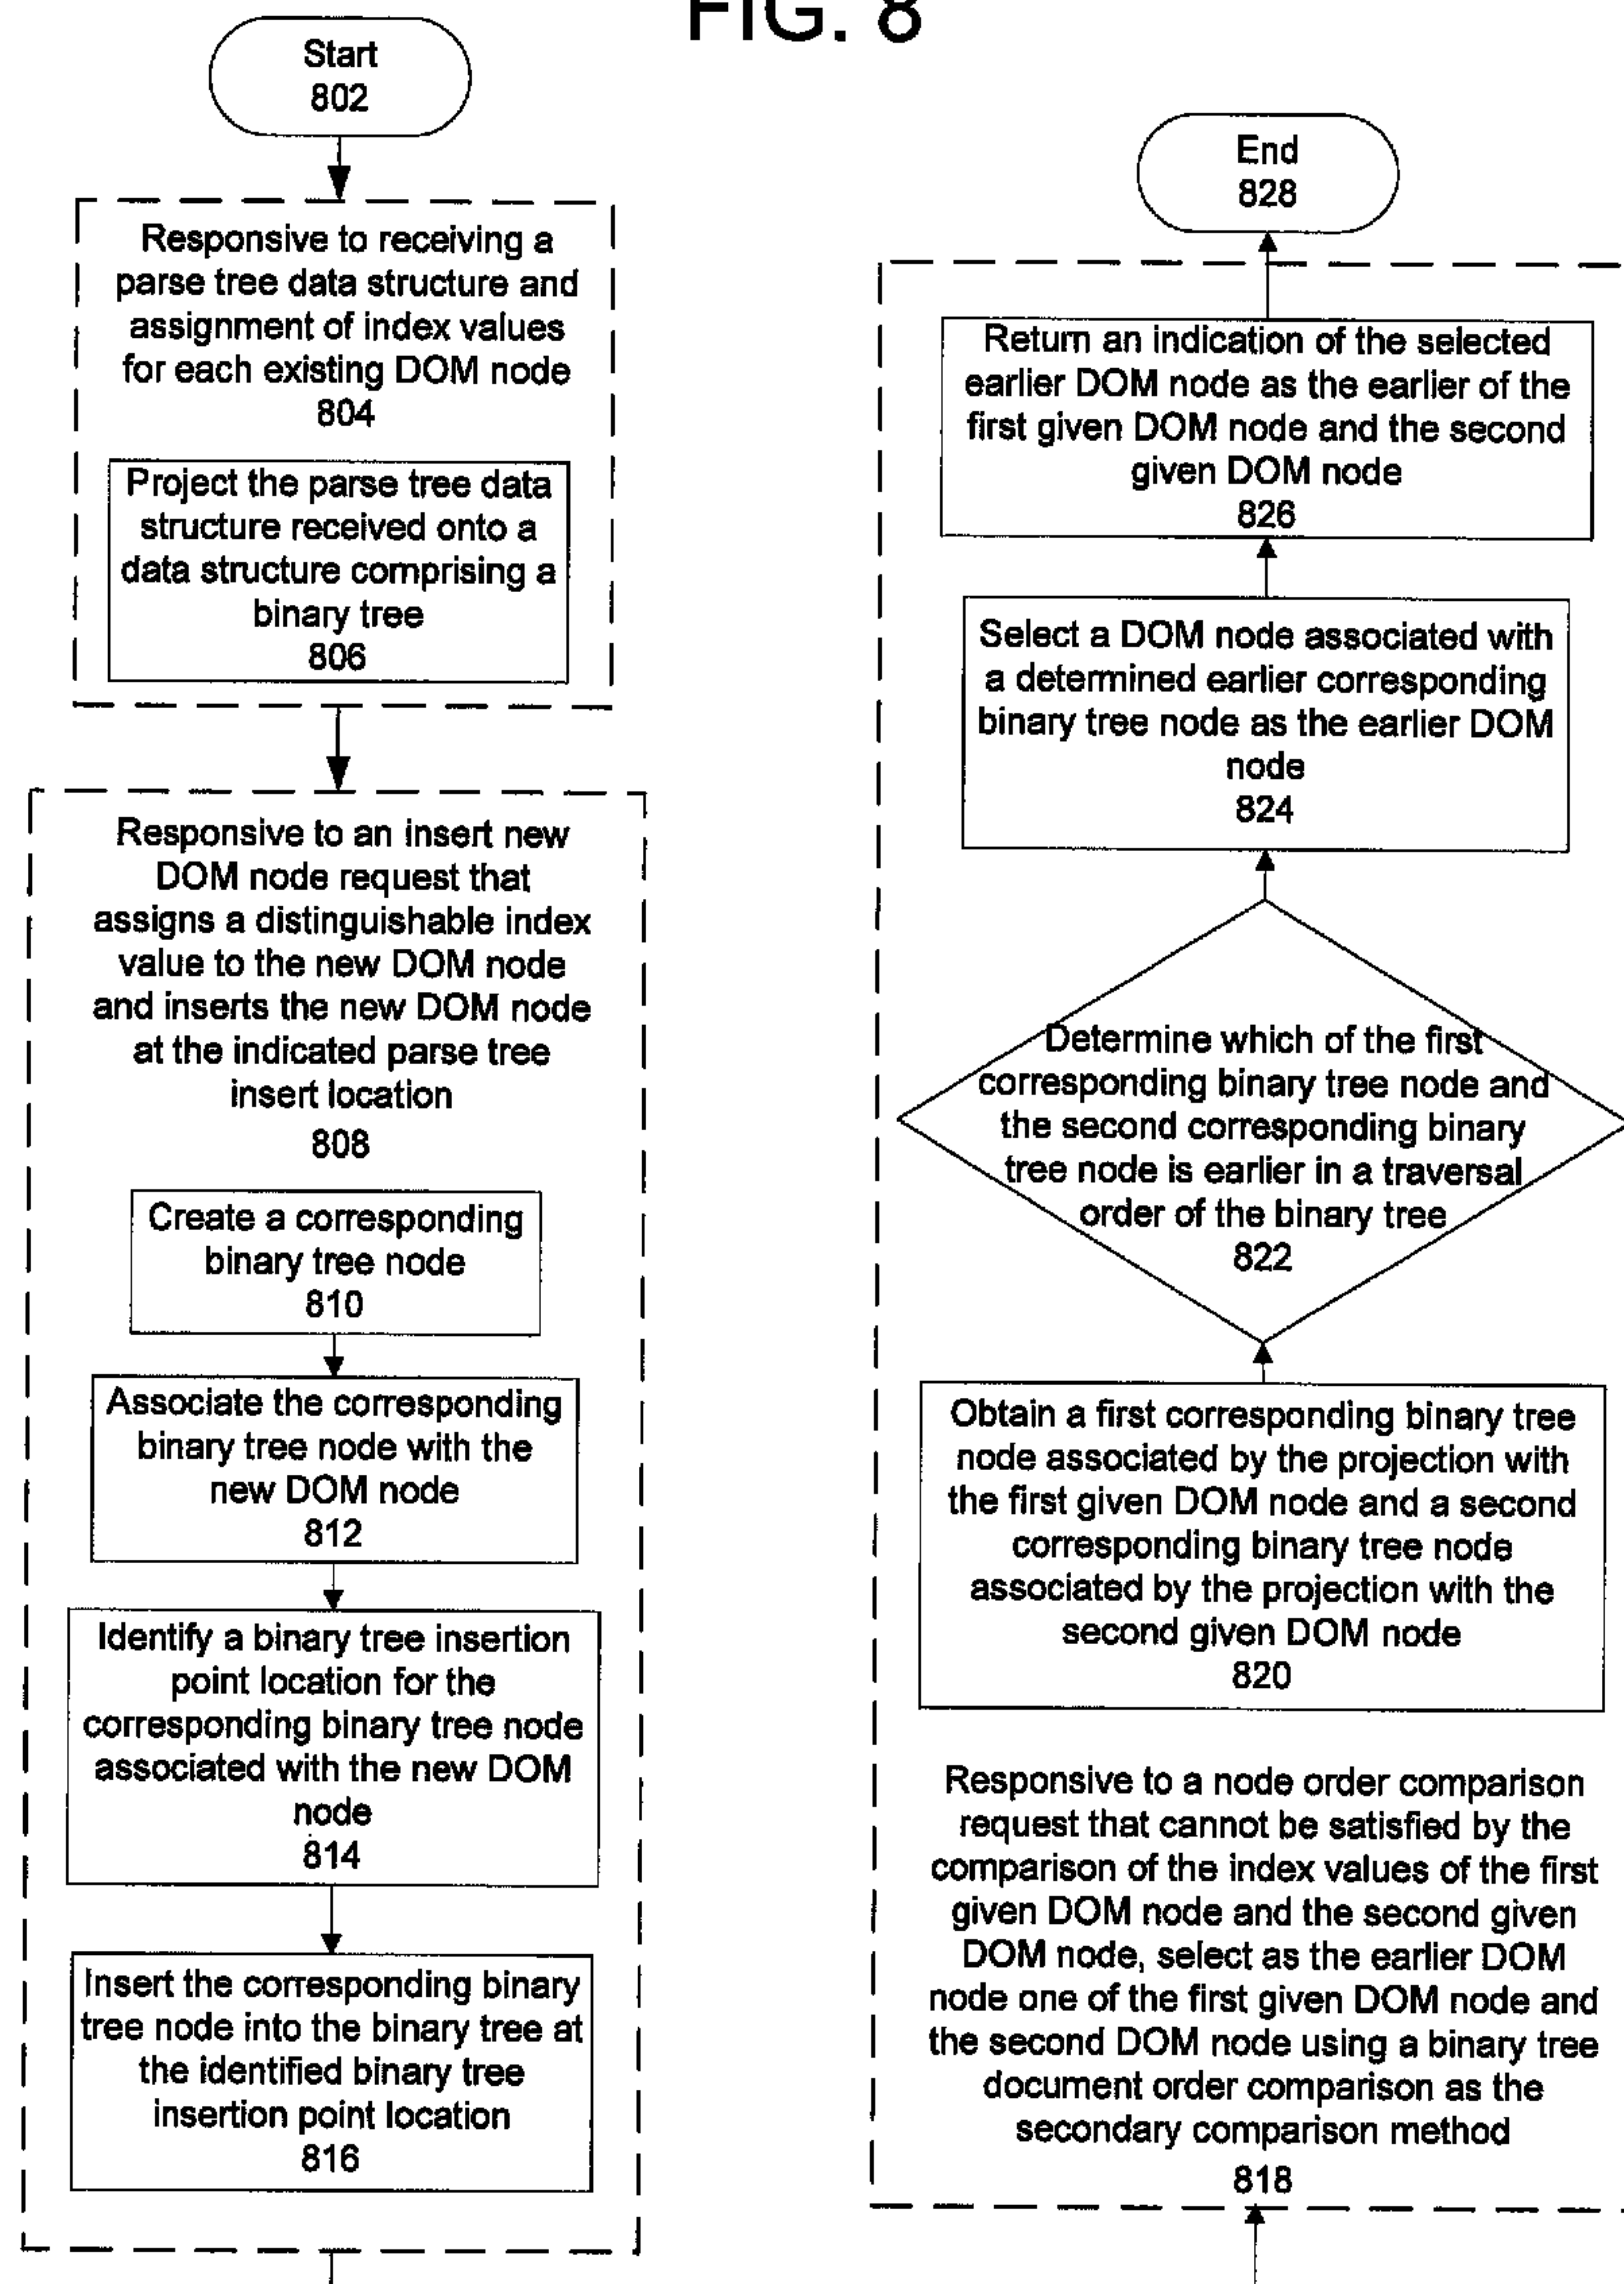 FIG. 8
Start
802
Responsive to receiving a
parse tree data structure and
assignment of index values
for each existing DOM node
804
Project the parse tree data
structure received onto a
data structure comprising a
binary tree
806
Responsive to an insert new
DOM node request that
assigns a distinguishable index
value to the new DOM node
and inserts the new DOM node
at the indicated parse tree
insert location
808
Create a corresponding
binary tree node
810
Associate the corresponding
binary tree node with the
new DOM node
812
Identify a binary tree insertion
point location for the
corresponding binary tree node
associated with the new DOM
node
814
Insert the corresponding binary
tree node into the binary tree at
the identified binary tree
insertion point location
816
End
828
Return an indication of the selected
earlier DOM node as the earlier of the
first given DOM node and the second
given DOM node
826
Select a DOM node associated with
a determined earlier corresponding
binary tree node as the earlier DOM
node
824
Determine which of the first
corresponding binary tree node and
the second corresponding binary
tree node is earlier in a traversal
order of the binary tree
822
Obtain a first corresponding binary tree
node associated by the projection with
the first given DOM node and a second
corresponding binary tree node
associated by the projection with the
second given DOM node
820
Responsive to a node order comparison
request that cannot be satisfied by the
comparison of the index values of the first
given DOM node and the second given
DOM node, select as the earlier DOM
node one of the first given DOM node and
the second DOM node using a binary tree
document order comparison as the
secondary comparison method
818